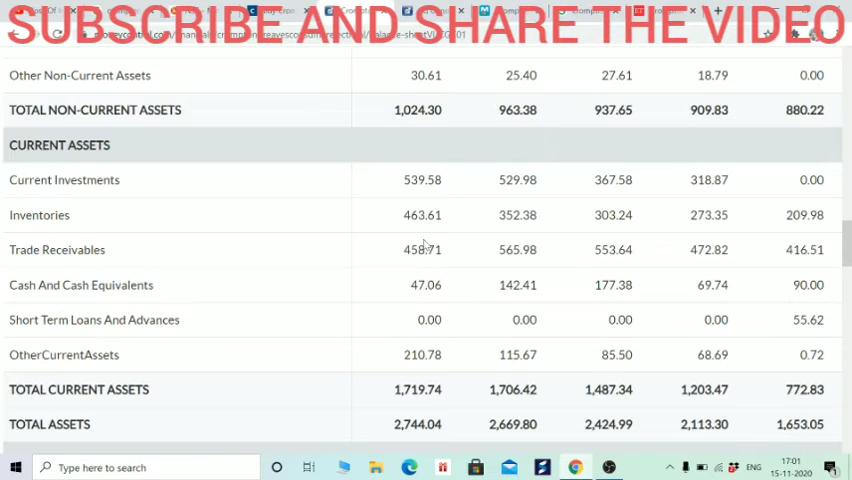 SUBSCRIBE AND SHARE THE VIDEO
Other Non-Current Assets 30.61 25.40 27.61 18.79 0.00
TOTAL NON-CURRENT ASSETS 1,024.30 963.38 937.65 909.83 880.22
CURRENT ASSETS
Current Investments 539.58 529.98 367.58 318.87 0.00
Inventories 463.61 352.38 303.24 273.35 209.98
Trade Receivables 458.71 565.98 553.64 472.82 416.51
Cash And Cash Equivalents 47.06 142.41 177.38 69.74 90.00
Short Term Loans And Advances 0.00 0.00 0.00 0.00 55.62
OtherCurrentAssets 210.78 115.67 85.50 68.69 0.72
TOTAL CURRENT ASSETS 1,719.74 1,706.42 1,487.34 1,203.47 772.83
TOTAL ASSETS 2,744.04 2,669.80 2,424.99 2,113.30 1,653.05
Type here to search
ENG
17:01
15-11-2020